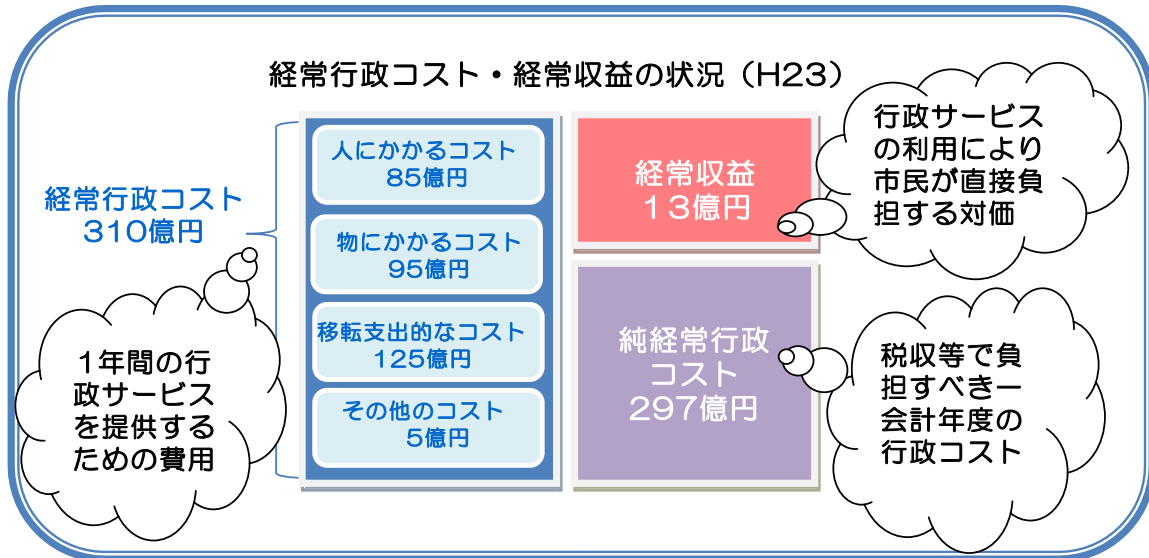 経常行政コスト・経常収益の状況（H23）
経常行政コスト
310億円
1年間の行
政サービス
を提供する
ための費用
人にかかるコスト
85億円
物にかかるコスト
95億円
移転支出的なコスト
125億円
その他のコスト
5億円
経常収益
13億円
純経常行政
コスト
297億円
行政サービス
の利用により
市民が直接負
担する対価
税収等で負
担すべき一
会計年度の
行政コスト